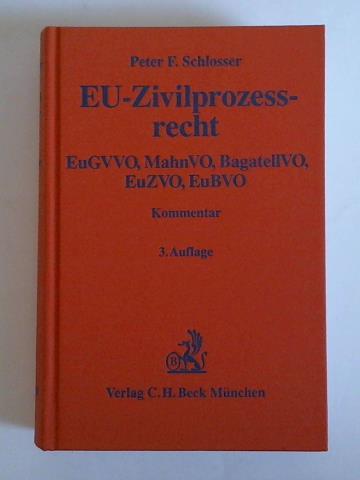 Peter F. Schlosser
EU-Zivilprozess-
recht
EuGVVO, MahnVO, BagatellVO,
EuZVO, EuBVO
Kommentar
3. Auflage
B
Verlag C. H. Beck München